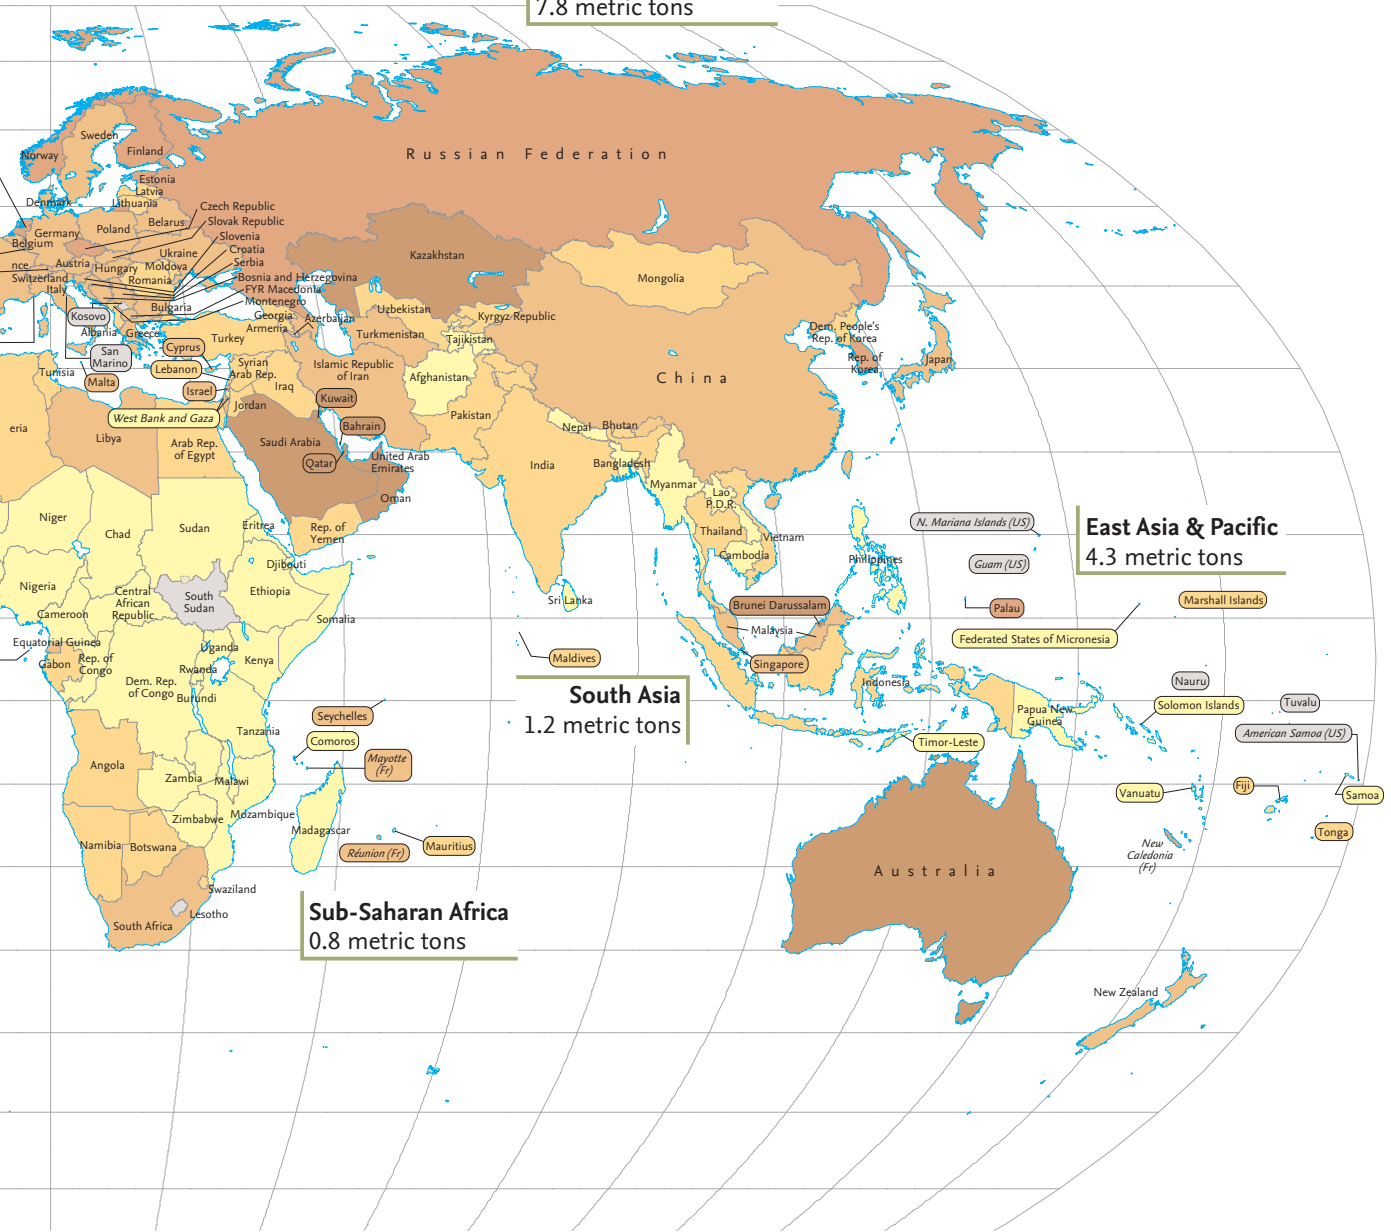 7.8 metric tons
Russian Federation
Sweden
Norway
Finland
Estonia
Latvia
Denmark
Lithuania
Czech Republic
Slovak Republic
Belarus
Poland
Germany
Slovenia
Belgium
Croatia
Ukraine
Serbia
nce
Austria
Hungary
Moldova
Switzerland
Romania
Bosnia and Herzegovina
Italy
FYR Macedonia
Montenegro
Bulgaria
Kosovo
Georgia
Azerbaijan
Armenia
Albania
Greece
Turkey
San
Marino
Cyprus
Lebanon
Malta
Tunisia
Israel
Syrian
Arab Rep.
Iraq
Jordan
West Bank and Gaza
Kazakhstan
Mongolia
Uzbekistan
Kyrgyz Republic
Turkmenistan
Tajikistan
Islamic Republic
of Iran
Afghanistan
Kuwait
Pakistan
Bahrain
Saudi Arabia
Qatar
United Arab
Emirates
Oman
Rep. of
Yemen
Dem. People's
Rep. of Korea
Rep. of
Korea
Japan
China
Nepal
Bhutan
India
Bangladesh
Myanmar
Lao
P.D.R.
Thailand
Vietnam
Cambodia
Philippines
Sri Lanka
Maldives
Brunei Darussalam
Malaysia
Singapore
Indonesia
Papua New
Guinea
Timor-Leste
South Asia
1.2 metric tons
East Asia & Pacific
4.3 metric tons
N. Mariana Islands (US)
Guam (US)
Palau
Marshall Islands
Federated States of Micronesia
Nauru
Solomon Islands
Tuvalu
American Samoa (US)
Vanuatu
Fiji
Samoa
Tonga
New
Caledonia
(Fr)
Australia
New Zealand
eria
Libya
Arab Rep.
of Egypt
Niger
Chad
Sudan
Eritrea
Djibouti
Nigeria
Central
African
Republic
South
Sudan
Ethiopia
Cameroon
Somalia
Equatorial Guinea
Gabon
Rep. of
Congo
Uganda
Kenya
Rwanda
Dem. Rep.
of Congo
Burundi
Tanzania
Seychelles
Comoros
Mayotte
(Fr)
Angola
Zambia
Malawi
Mozambique
Zimbabwe
Madagascar
Namibia
Botswana
Réunion (Fr)
Mauritius
Swaziland
Lesotho
South Africa
Sub-Saharan Africa
0.8 metric tons